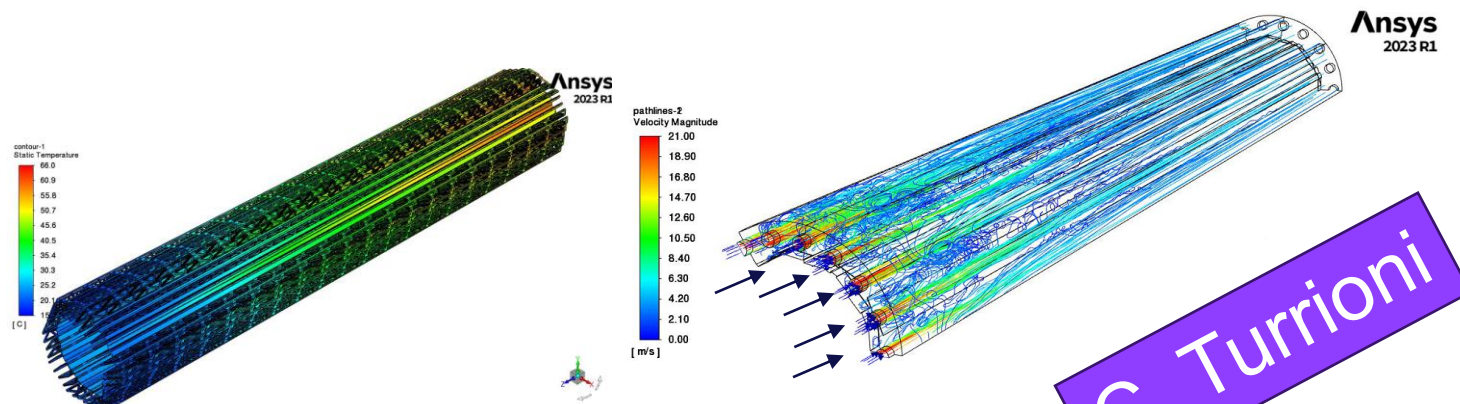 Ansys
2023 R1
contour-1
Static Temperature
66.0
60.9
55.8
50.7
45.6
40.5
35.4
30.3
25.2
20.1
[ C ]
Y
Z
X
pathlines-2
Velocity Magnitude
21.00
18.90
16.80
14.70
12.60
10.50
8.40
6.30
4.20
2.10
0.00
[ m/s ]
Ansys
2023 R1
Turrioni